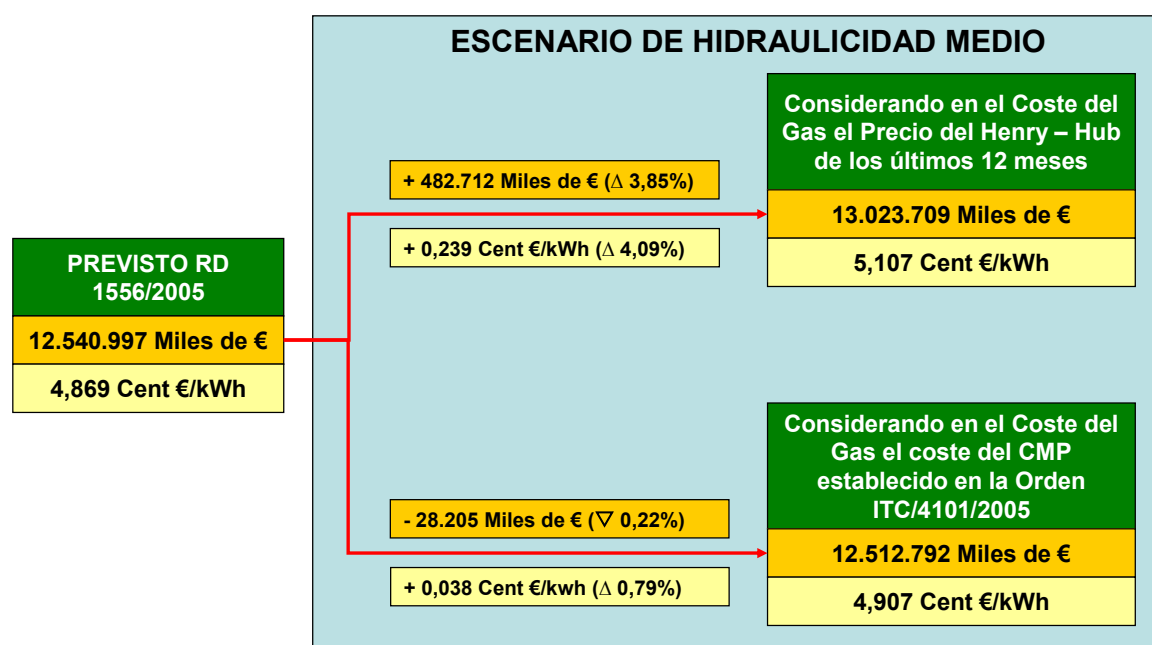 ESCENARIO DE HIDRAULICIDAD MEDIO
PREVISTO RD
1556/2005
12.540.997 Miles de €
4,869 Cent €/kWh
+ 482.712 Miles de € (∆ 3,85%)
+ 0,239 Cent €/kWh (∆ 4,09%)
Considerando en el Coste del
Gas el Precio del Henry – Hub
de los últimos 12 meses
13.023.709 Miles de €
5,107 Cent €/kWh
- 28.205 Miles de € (∇ 0,22%)
+ 0,038 Cent €/kwh (∆ 0,79%)
Considerando en el Coste del
Gas el coste del CMP
establecido en la Orden
ITC/4101/2005
12.512.792 Miles de €
4,907 Cent €/kWh